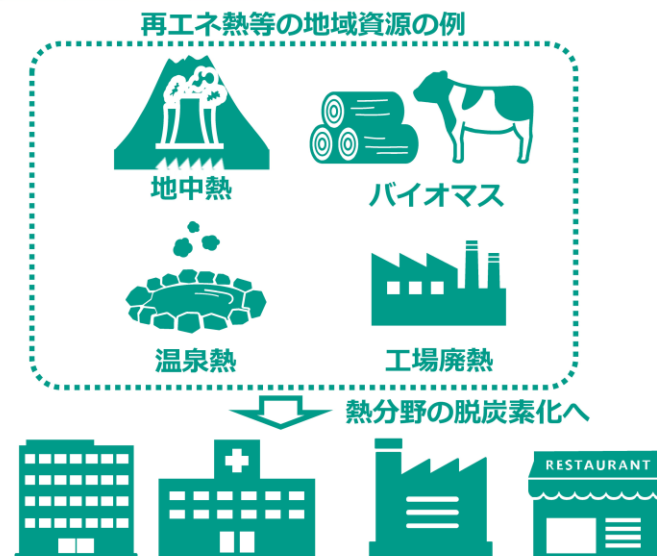 再エネ熱等の地域資源の例
地中熱
バイオマス
温泉熱
工場廃熱
熱分野の脱炭素化へ
RESTAURANT